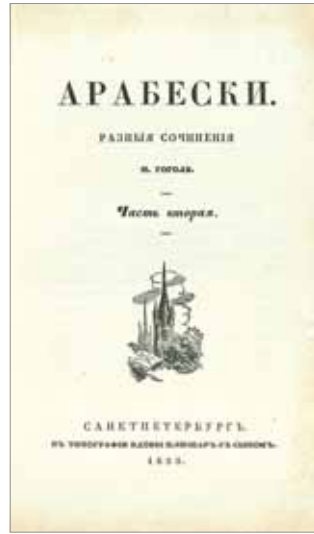 АРАБЕСКИ.
РАЗНЫЯ СОЧИНЕНІЯ
Н. ГОГОЛЯ.
Часть вторая.
САНКТПЕТЕРБУРГЪ.
ВЪ ТИПОГРАФІИ ВДОВЫ ПЛЮШАРЪ СЪ СЫНОМЪ.
1835.